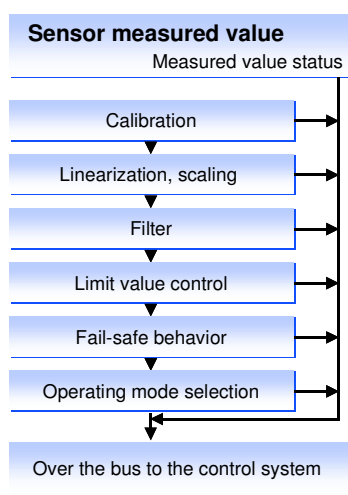 Sensor measured value
Measured value status
Calibration
Linearization, scaling
Filter
Limit value control
Fail-safe behavior
Operating mode selection
Over the bus to the control system